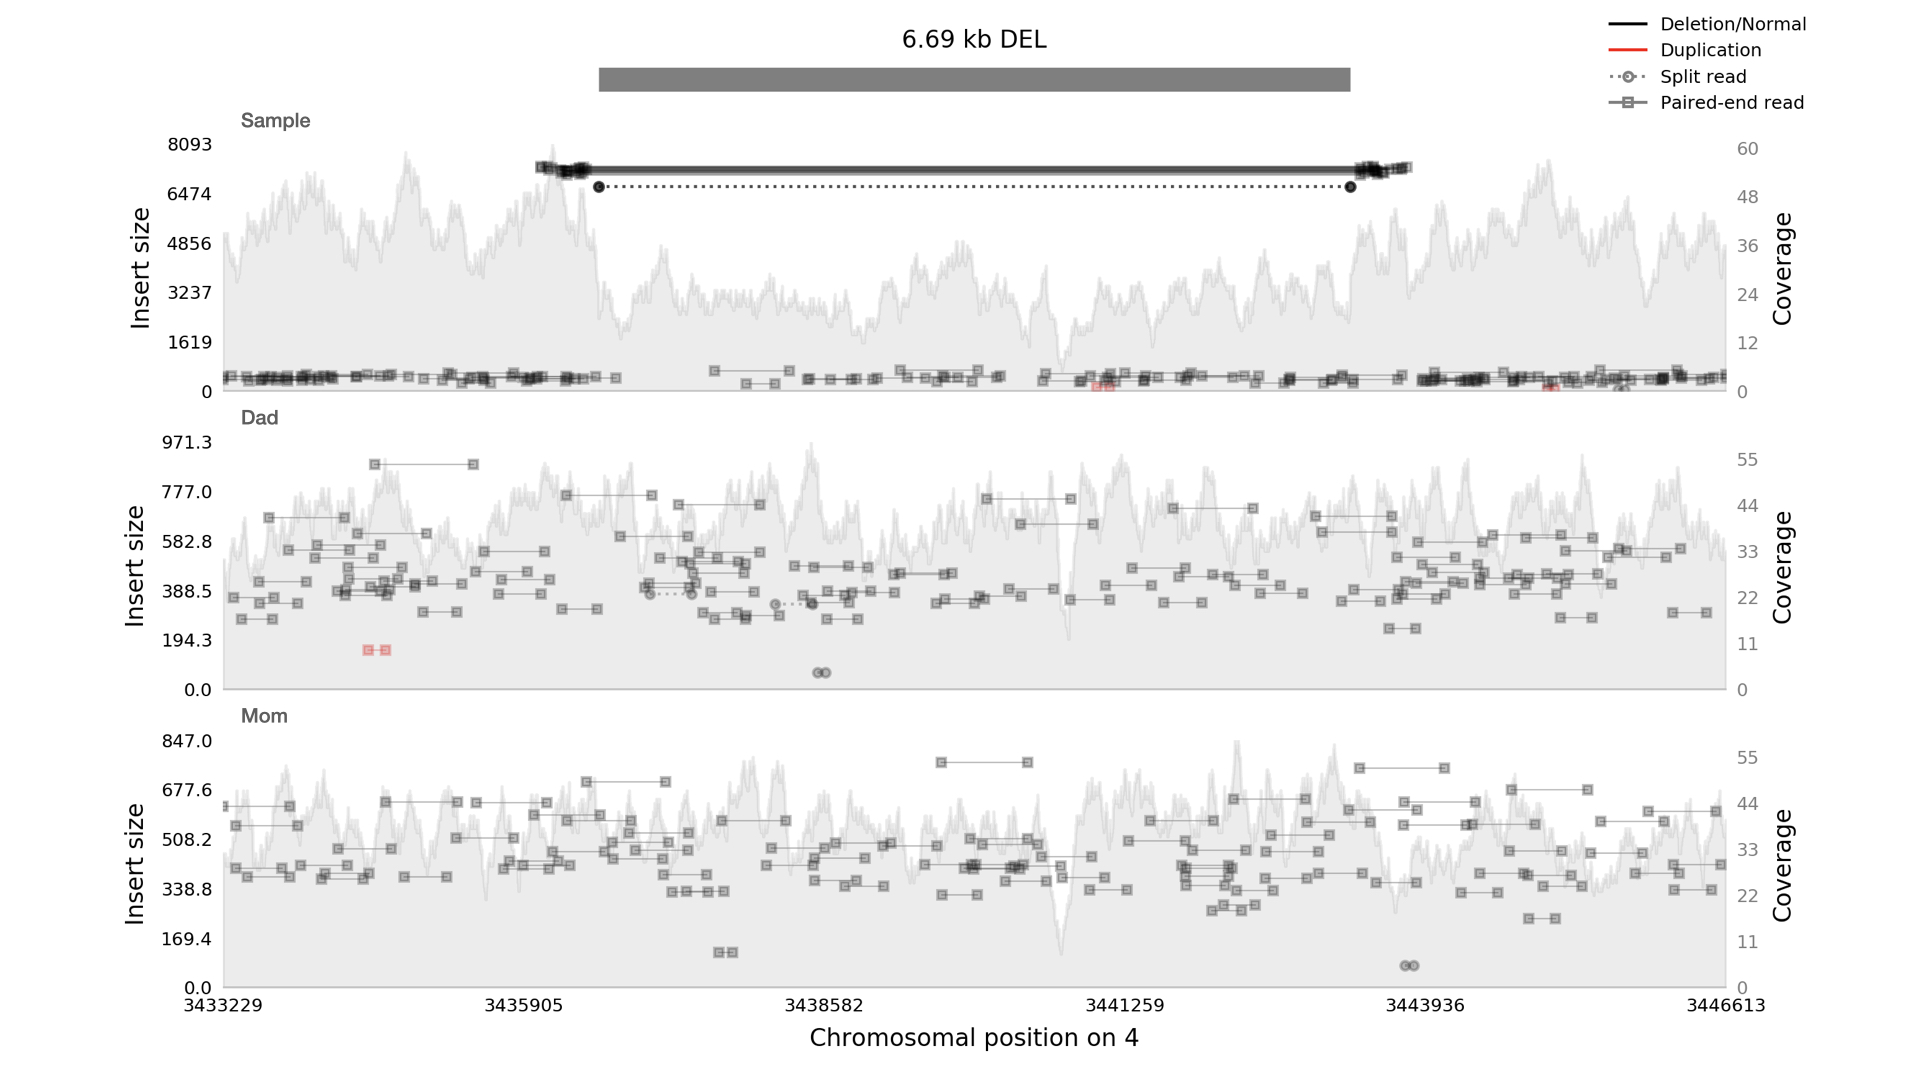 6.69 kb DEL
Deletion/Normal
Duplication
Split read
Paired-end read
Sample
8093
6474
4856
3237
1619
0
Insert size
60
48
36
24
12
0
Coverage
Dad
971.3
777.0
582.8
388.5
194.3
0.0
Insert size
55
44
33
22
11
0
Coverage
Mom
847.0
677.6
508.2
338.8
169.4
0.0
Insert size
55
44
33
22
11
0
Coverage
3433229 3435905 3438582 3441259 3443936 3446613
Chromosomal position on 4